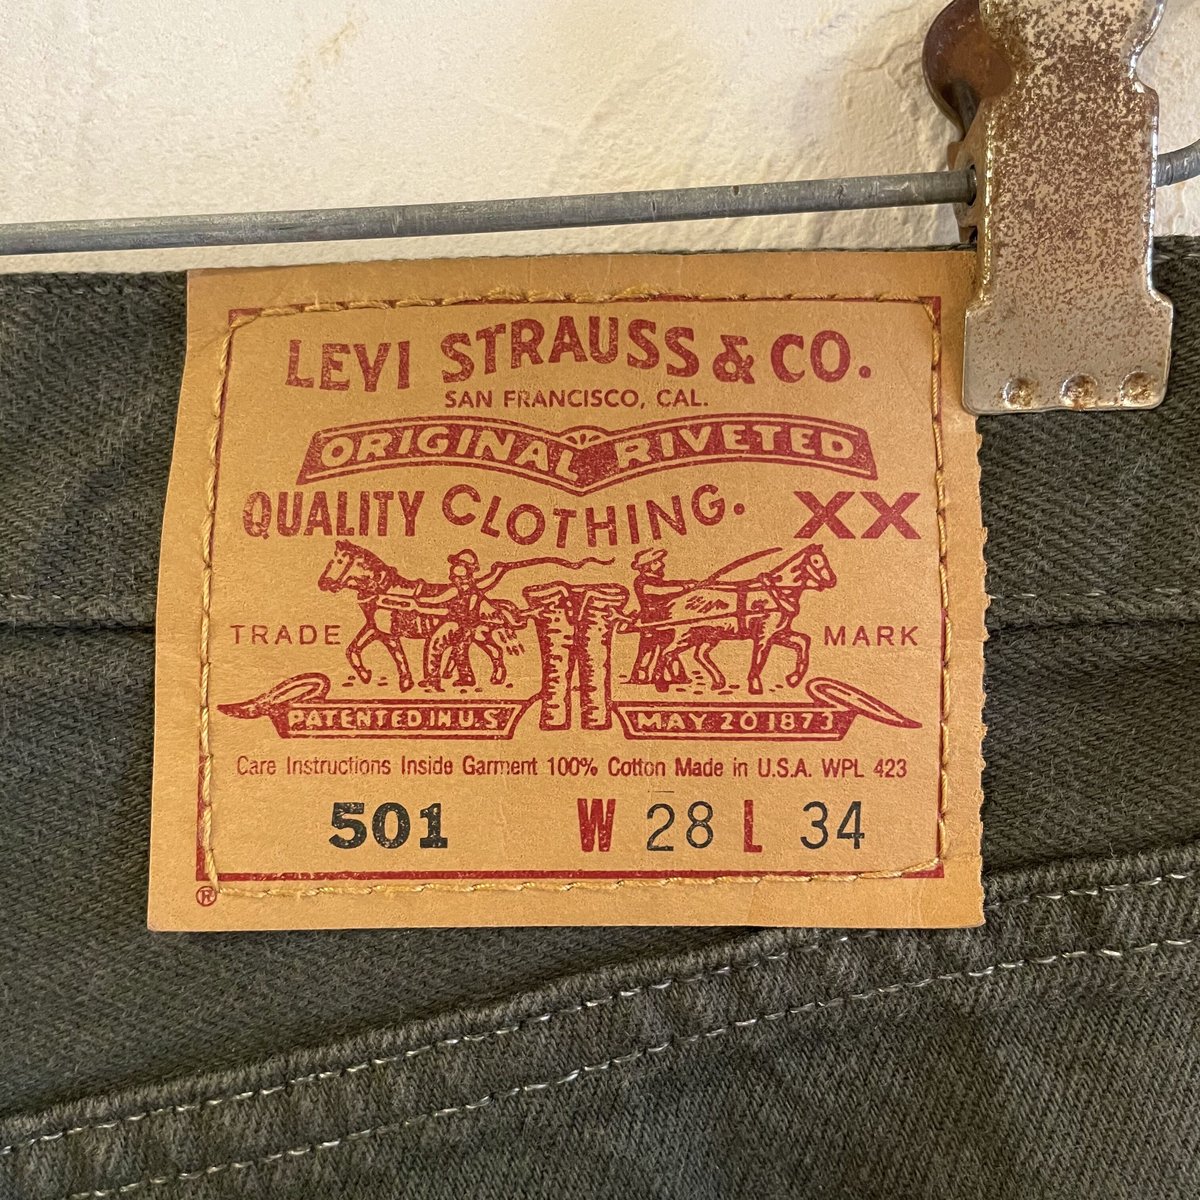 LEVI STRAUSS & CO.
SAN FRANCISCO, CAL.
ORIGINAL RIVETED
QUALITY CLOTHING. XX
TRADE MARK
PATENTED IN U.S. MAY 20 1873
Care Instructions Inside Garment 100% Cotton Made in U.S.A. WPL 423
501 W 28 L 34
®